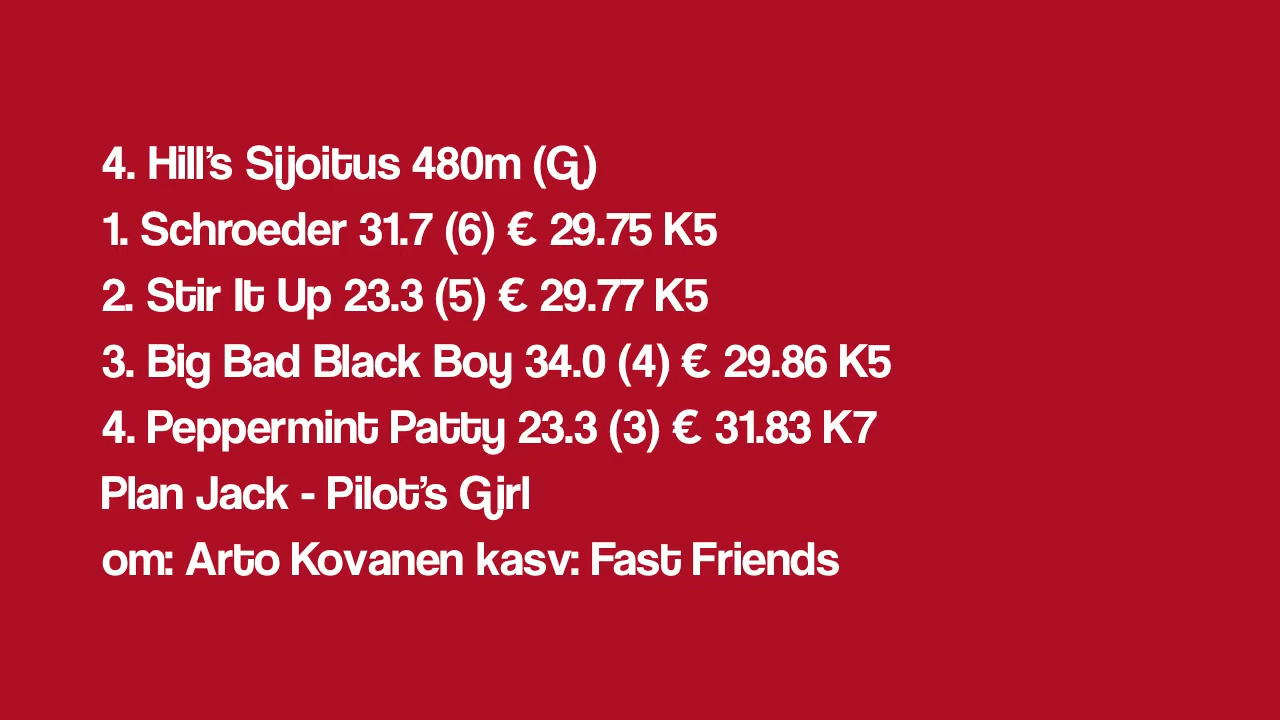 4. Hill's Sijoitus 480m (G)
1. Schroeder 31.7 (6) € 29.75 K5
2. Stir It Up 23.3 (5) € 29.77 K5
3. Big Bad Black Boy 34.0 (4) € 29.86 K5
4. Peppermint Patty 23.3 (3) € 31.83 K7
Plan Jack - Pilot's Girl
om: Arto Kovanen kasv: Fast Friends